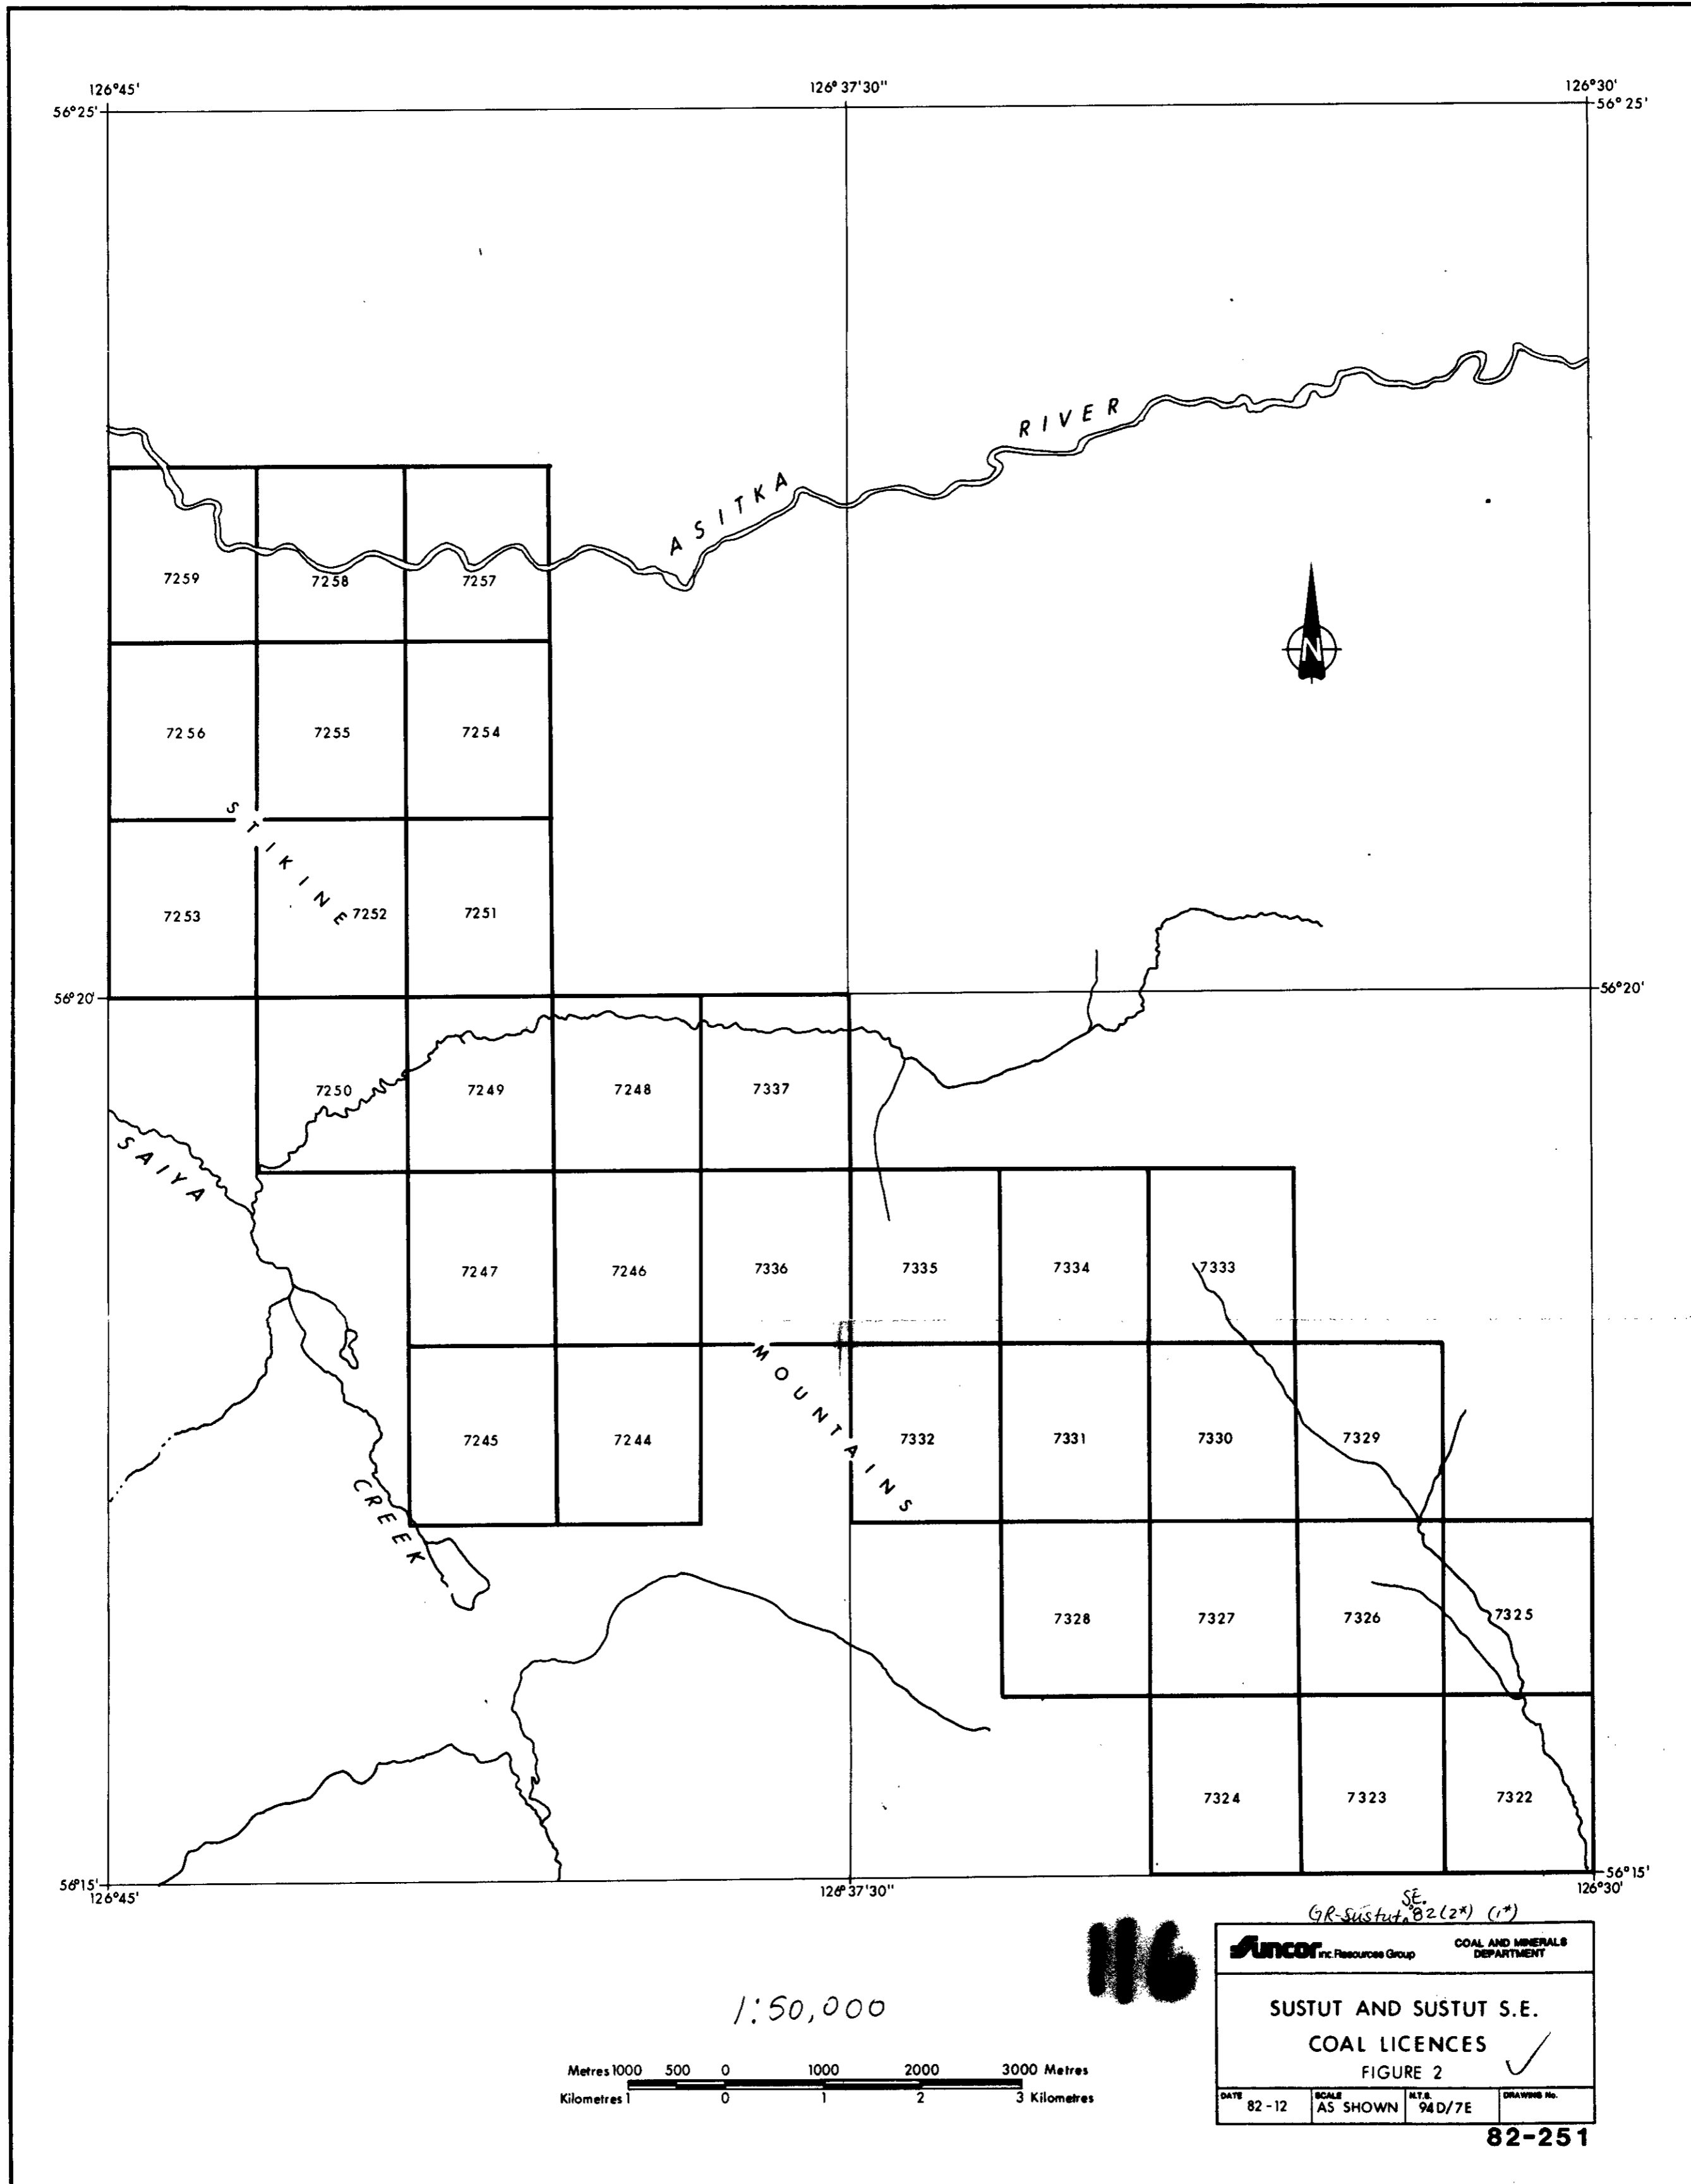 126°45' 126°37'30" 126°30'
56°25' 56°25'
RIVER
ASITKA
7259 7258 7257
N
7256 7255 7254
STIKINE
7253 7252 7251
56°20' 56°20'
7250 7249 7248 7337
SAIYA
7247 7246 7336 7335 7334 7333
MOUNTAINS
7245 7244 7332 7331 7330 7329
CREEK
7328 7327 7326 7325
7324 7323 7322
56°15' 56°15'
126°45' 126°37'30" 126°30'
S.E.
GR-Sustut 82(2*) (1*)
116
Suncor Inc. Resources Group
COAL AND MINERALS
DEPARTMENT
1:50,000
SUSTUT AND SUSTUT S.E.
COAL LICENCES
FIGURE 2
Metres 1000 500 0 1000 2000 3000 Metres
Kilometres 1 0 1 2 3 Kilometres
DATE 82-12
SCALE AS SHOWN
N.T.S. 94D/7E
DRAWING No.
82-251